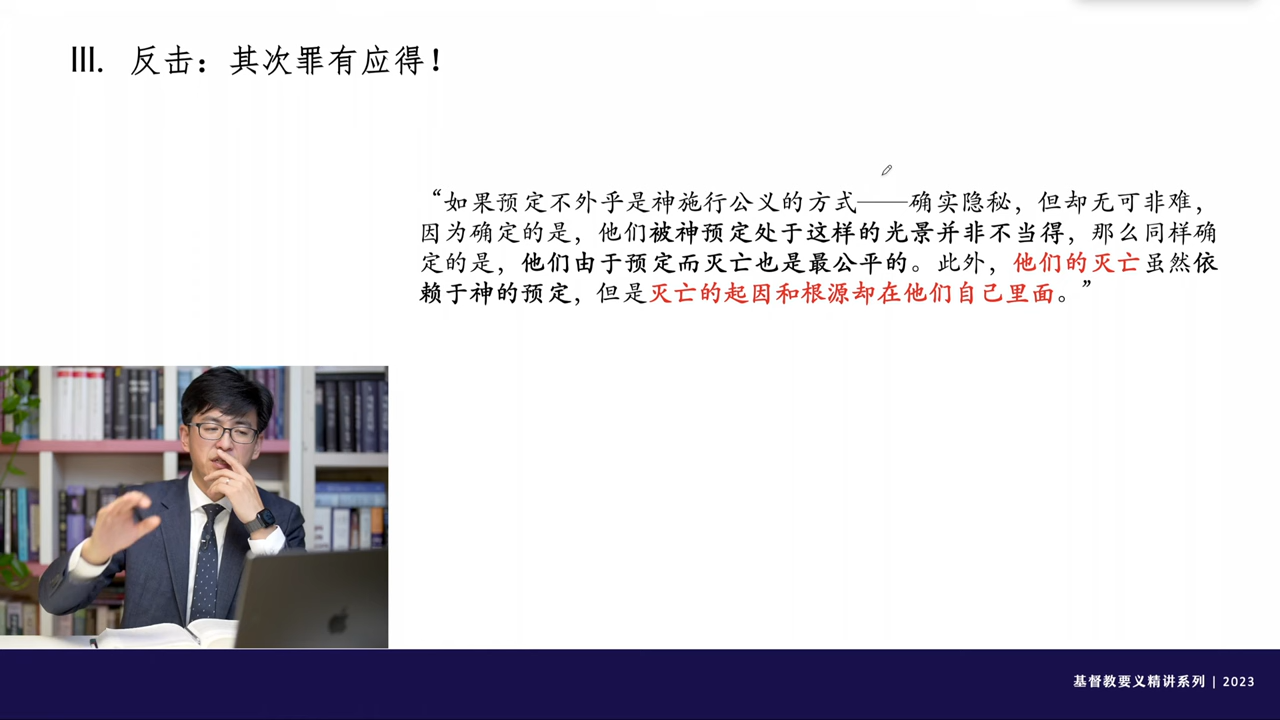 III. 反击：其次罪有应得！
“如果预定不外乎是神施行公义的方式——确实隐秘，但却无可非难，
因为确定的是，他们被神预定处于这样的光景并非不当得，那么同样确
定的是，他们由于预定而灭亡也是最公平的。此外，他们的灭亡虽然依
赖于神的预定，但是灭亡的起因和根源却在他们自己里面。”
基督教要义精讲系列 | 2023